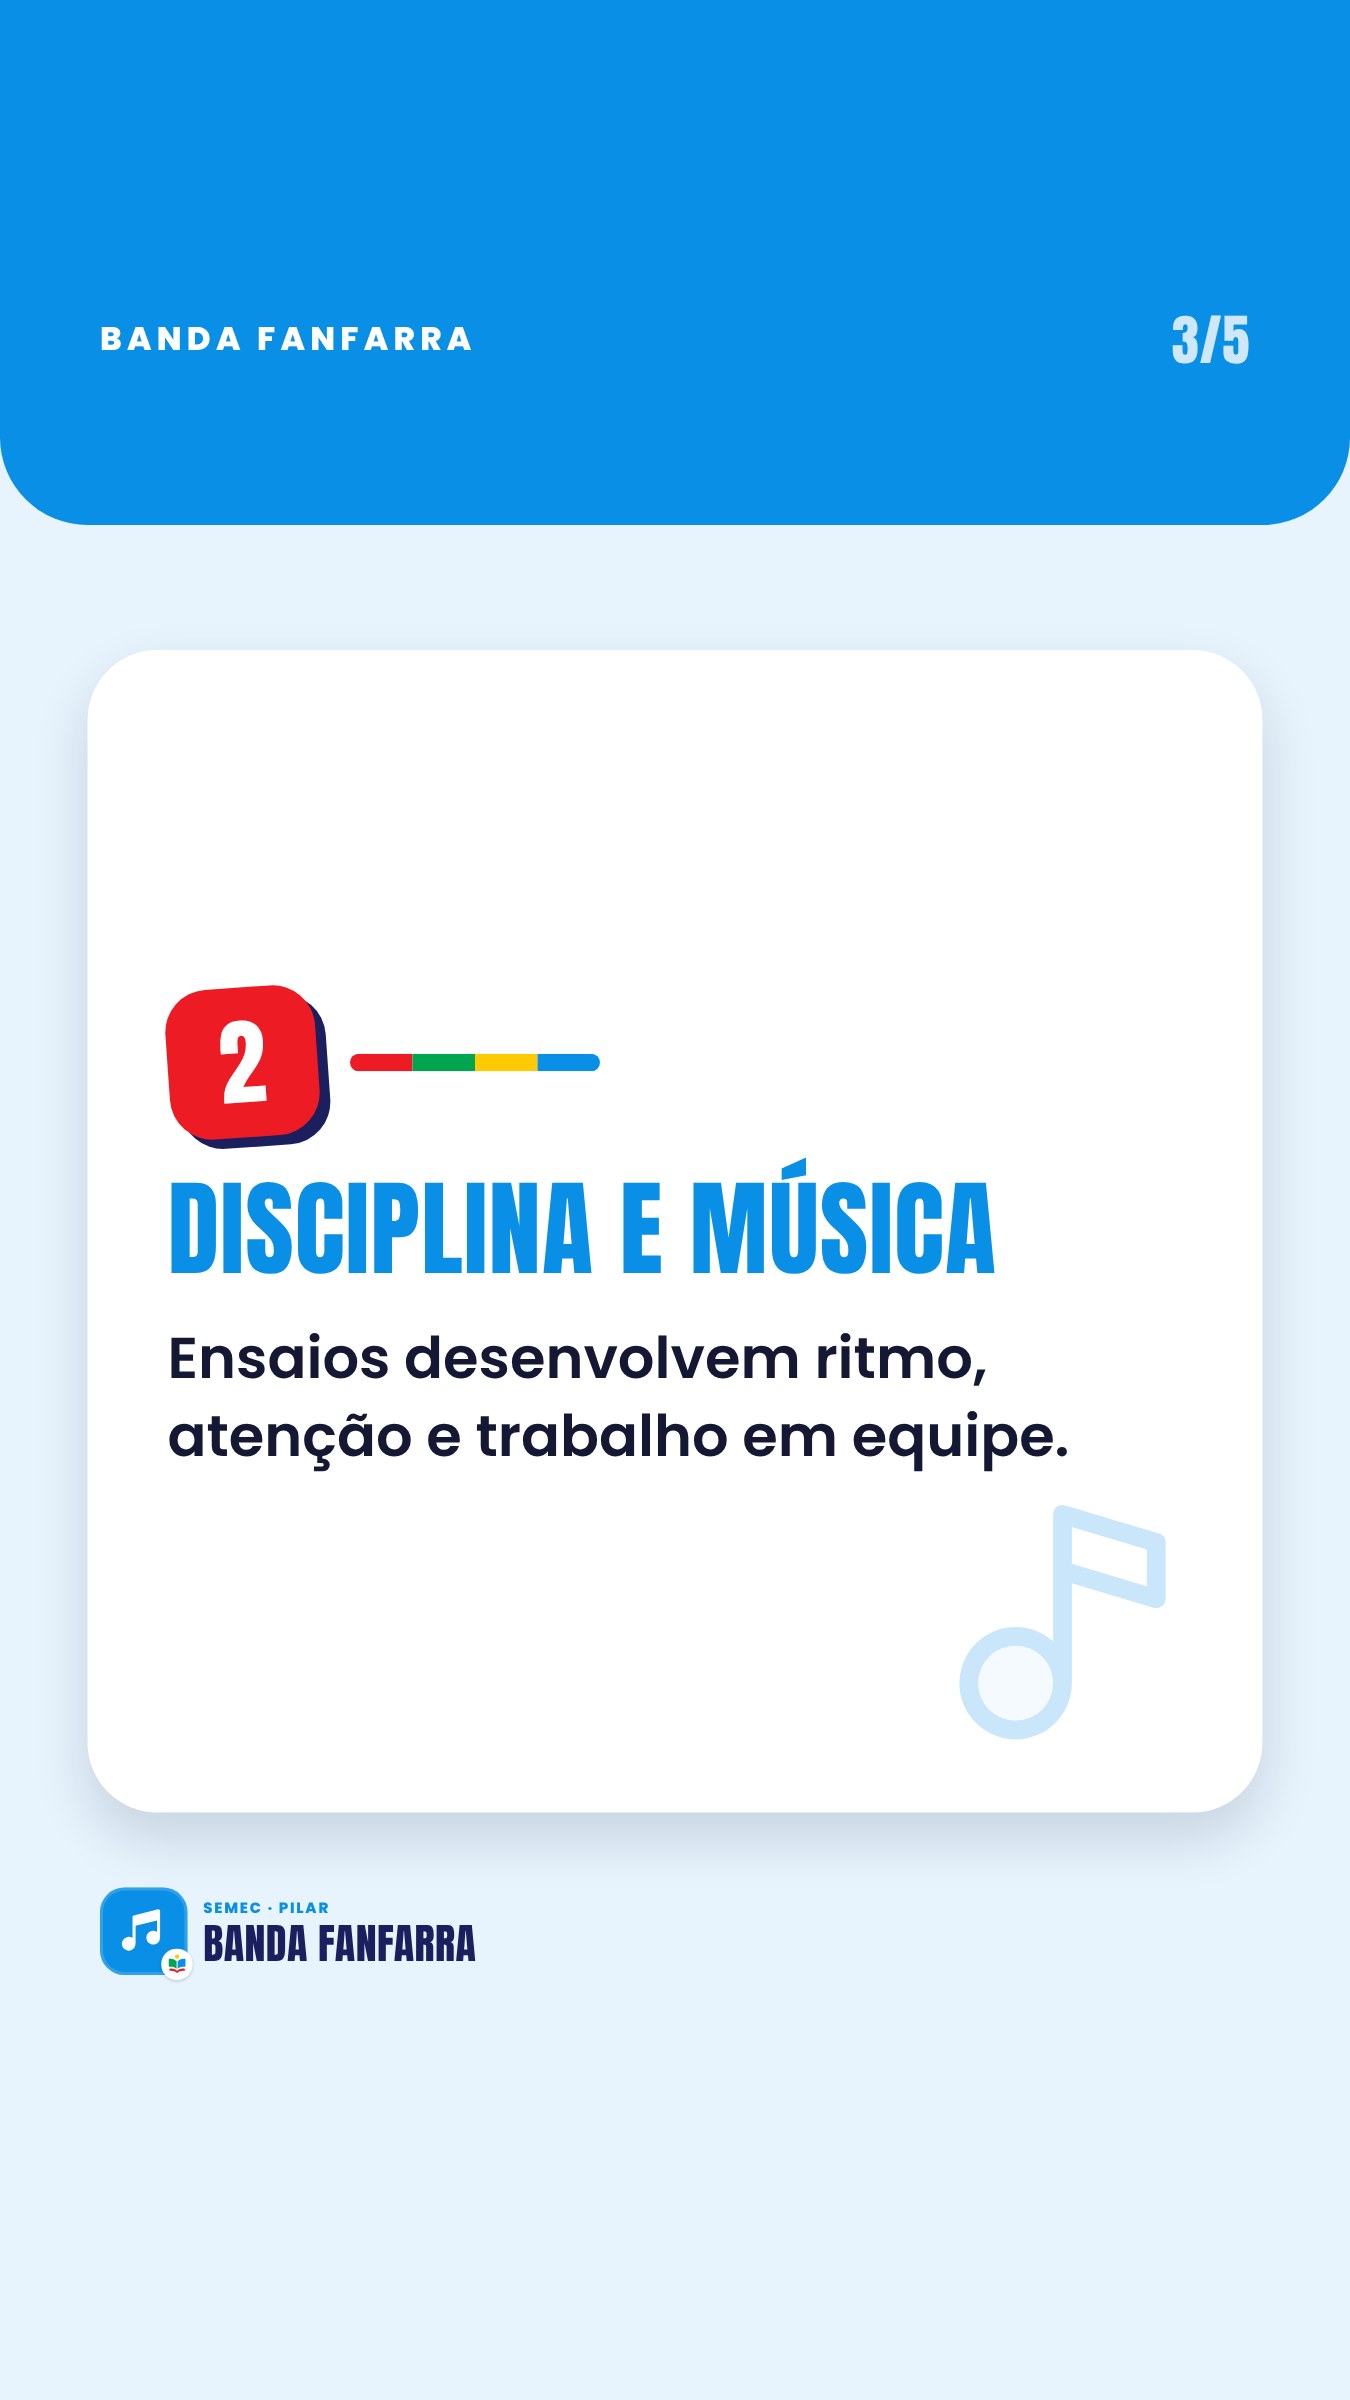 BANDA FANFARRA
3/5
2
DISCIPLINA E MÚSICA
Ensaios desenvolvem ritmo,
atenção e trabalho em equipe.
SEMEC · PILAR
BANDA FANFARRA